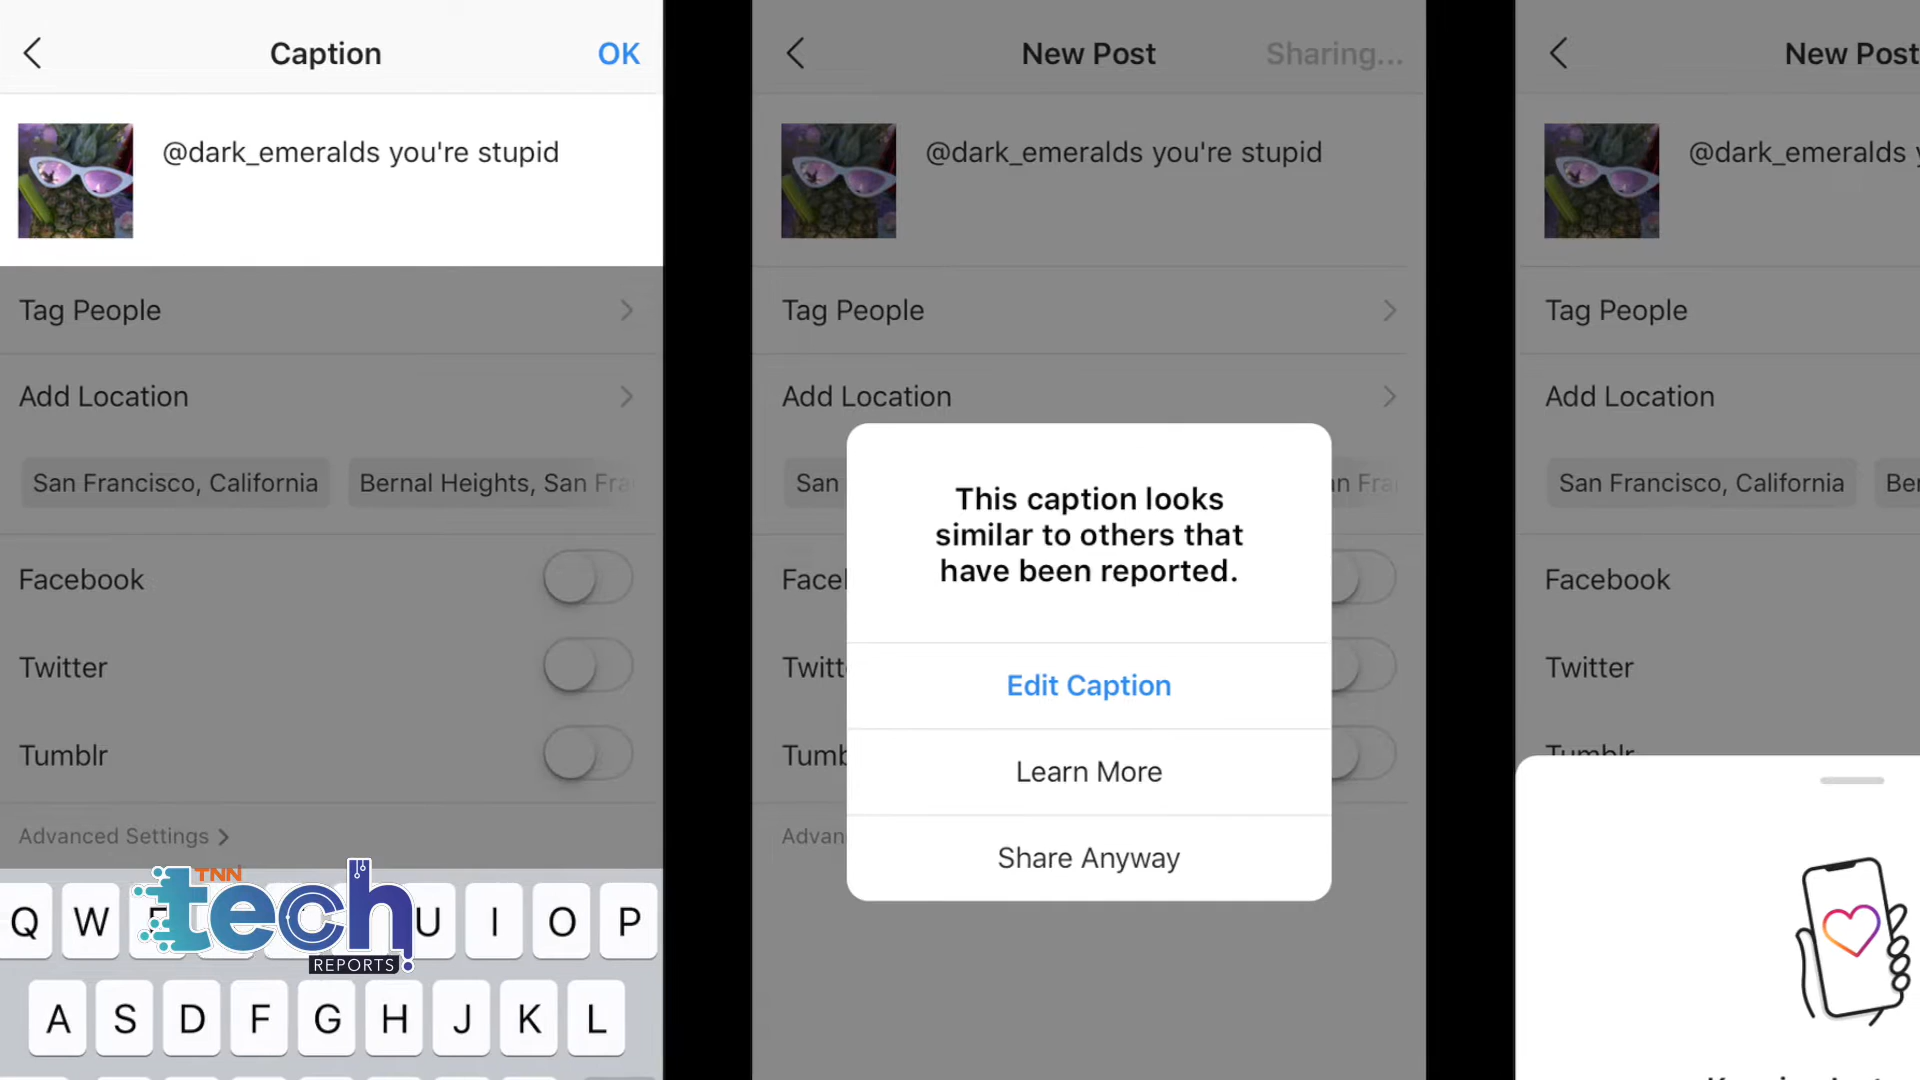 Caption
OK
@dark_emeralds you're stupid
Tag People
Add Location
San Francisco, California
Bernal Heights, San Fra
Facebook
Twitter
Tumblr
Advanced Settings
Q W U I O P
A S D F G H J K L
TNN
tech
REPORTS
New Post
Sharing...
@dark_emeralds you're stupid
Tag People
Add Location
San
n Fra
Face
Twitt
Tumb
Advan
This caption looks
similar to others that
have been reported.
Edit Caption
Learn More
Share Anyway
New Post
@dark_emeralds
Tag People
Add Location
San Francisco, California
Ber
Facebook
Twitter
Tumblr